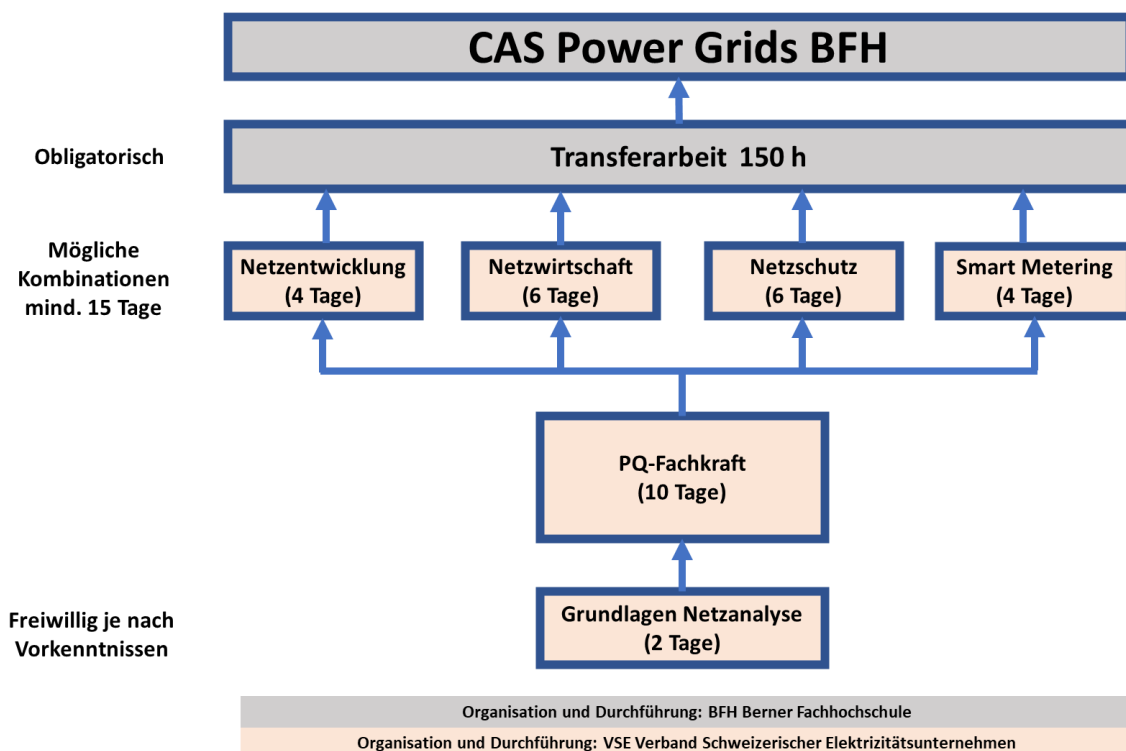 CAS Power Grids BFH
Obligatorisch
Transferarbeit 150 h
Mögliche
Kombinationen
mind. 15 Tage
Netzentwicklung
(4 Tage)
Netzwirtschaft
(6 Tage)
Netzschutz
(6 Tage)
Smart Metering
(4 Tage)
PQ-Fachkraft
(10 Tage)
Freiwillig je nach
Vorkenntnissen
Grundlagen Netzanalyse
(2 Tage)
Organisation und Durchführung: BFH Berner Fachhochschule
Organisation und Durchführung: VSE Verband Schweizerischer Elektrizitätsunternehmen